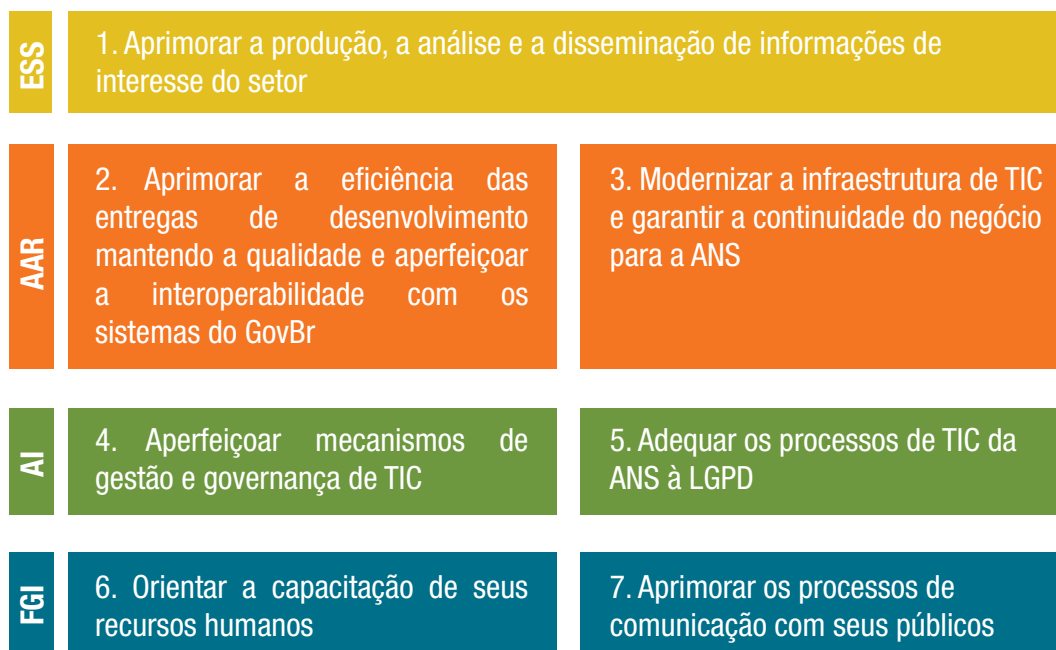 ESS
1. Aprimorar a produção, a análise e a disseminação de informações de
interesse do setor
AAR
2. Aprimorar a eficiência das
entregas de desenvolvimento
mantendo a qualidade e aperfeiçoar
a interoperabilidade com os
sistemas do GovBr
3. Modernizar a infraestrutura de TIC
e garantir a continuidade do negócio
para a ANS
AI
4. Aperfeiçoar mecanismos de
gestão e governança de TIC
5. Adequar os processos de TIC da
ANS à LGPD
FGI
6. Orientar a capacitação de seus
recursos humanos
7. Aprimorar os processos de
comunicação com seus públicos